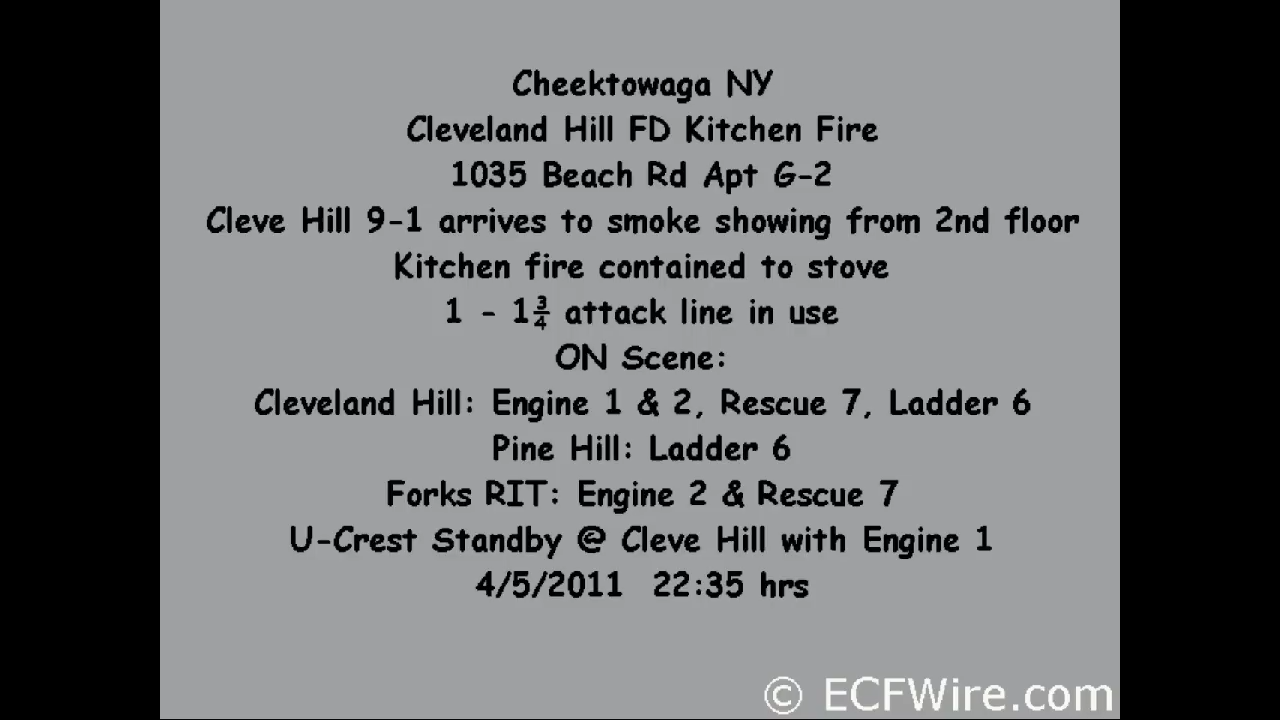 Cheektowaga NY
Cleveland Hill FD Kitchen Fire
1035 Beach Rd Apt G-2
Cleve Hill 9-1 arrives to smoke showing from 2nd floor
Kitchen fire contained to stove
1 - 1¾ attack line in use
ON Scene:
Cleveland Hill: Engine 1 & 2, Rescue 7, Ladder 6
Pine Hill: Ladder 6
Forks RIT: Engine 2 & Rescue 7
U-Crest Standby @ Cleve Hill with Engine 1
4/5/2011 22:35 hrs
© ECFWire.com